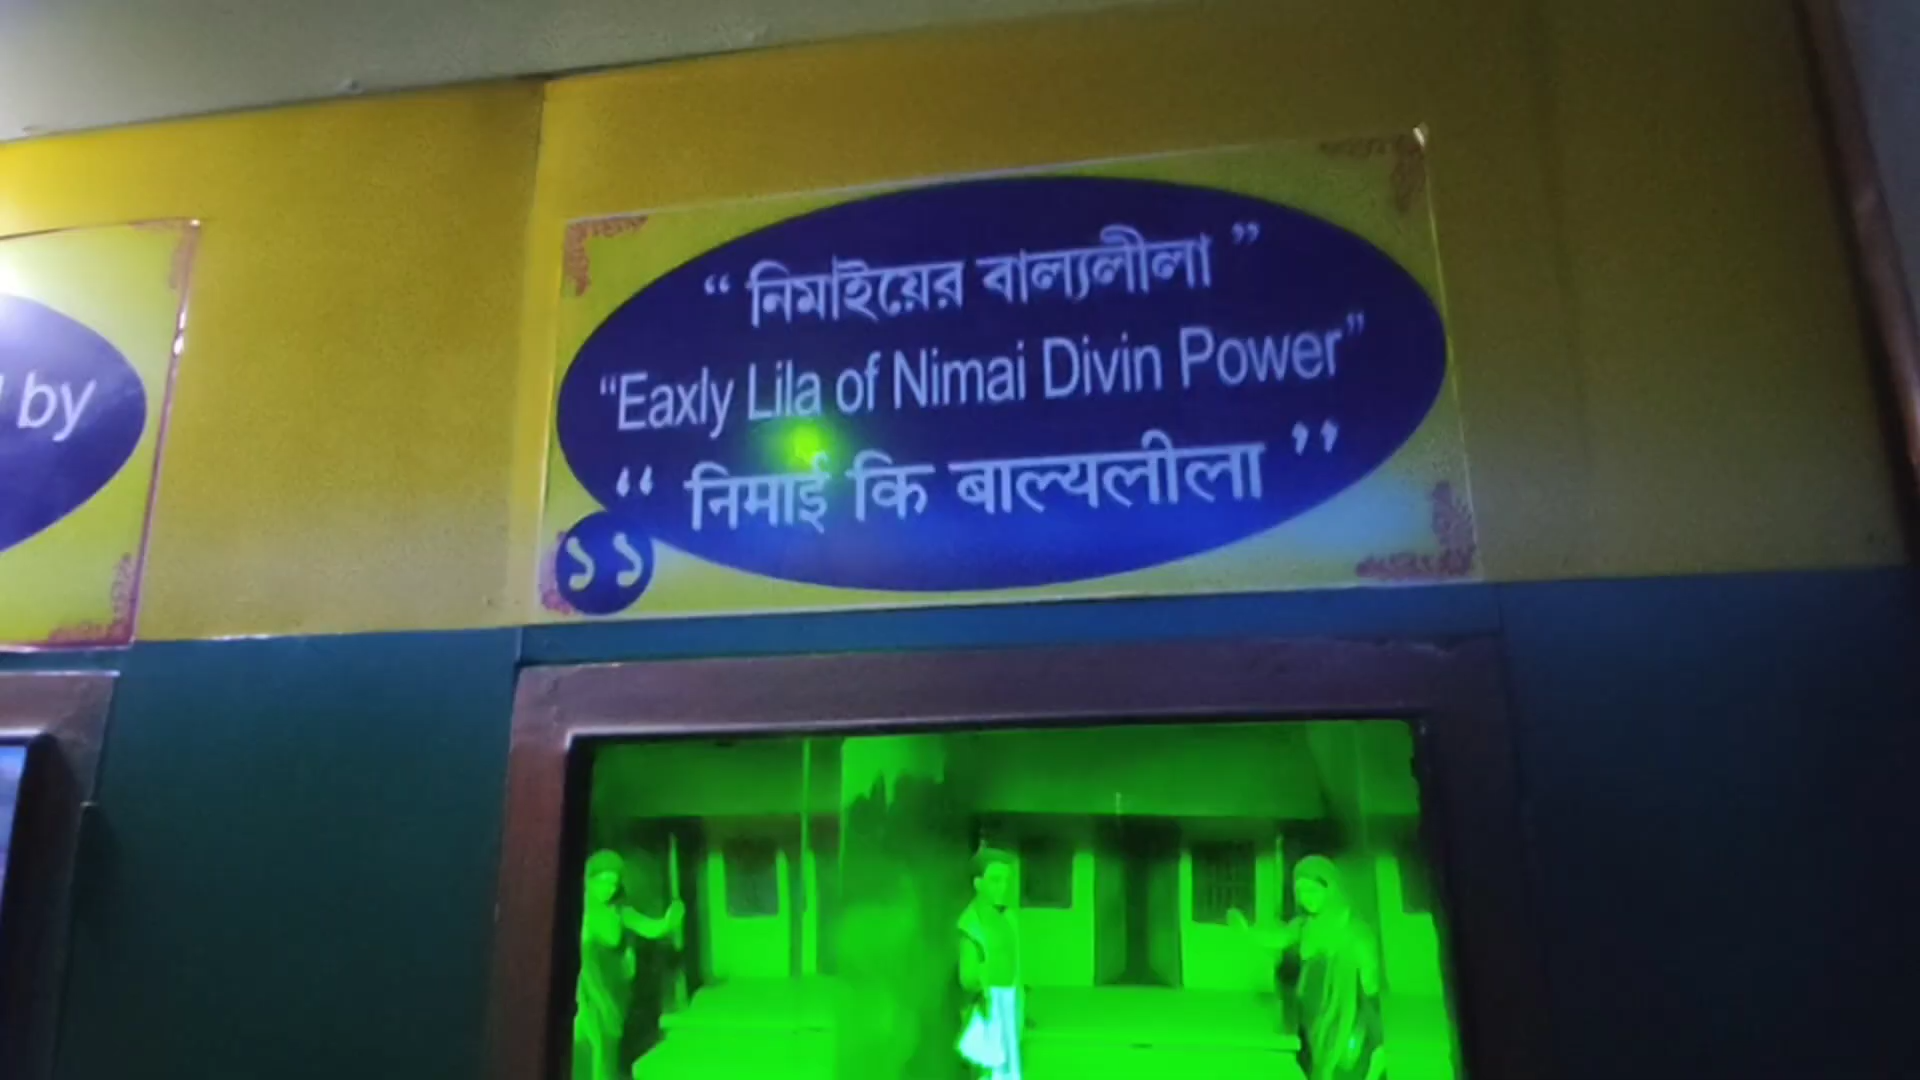 by
“ নিমাইয়ের বাল্যলীলা ”
“Eaxly Lila of Nimai Divin Power”
“ निमाई कि बाल्यलीला ”
১১